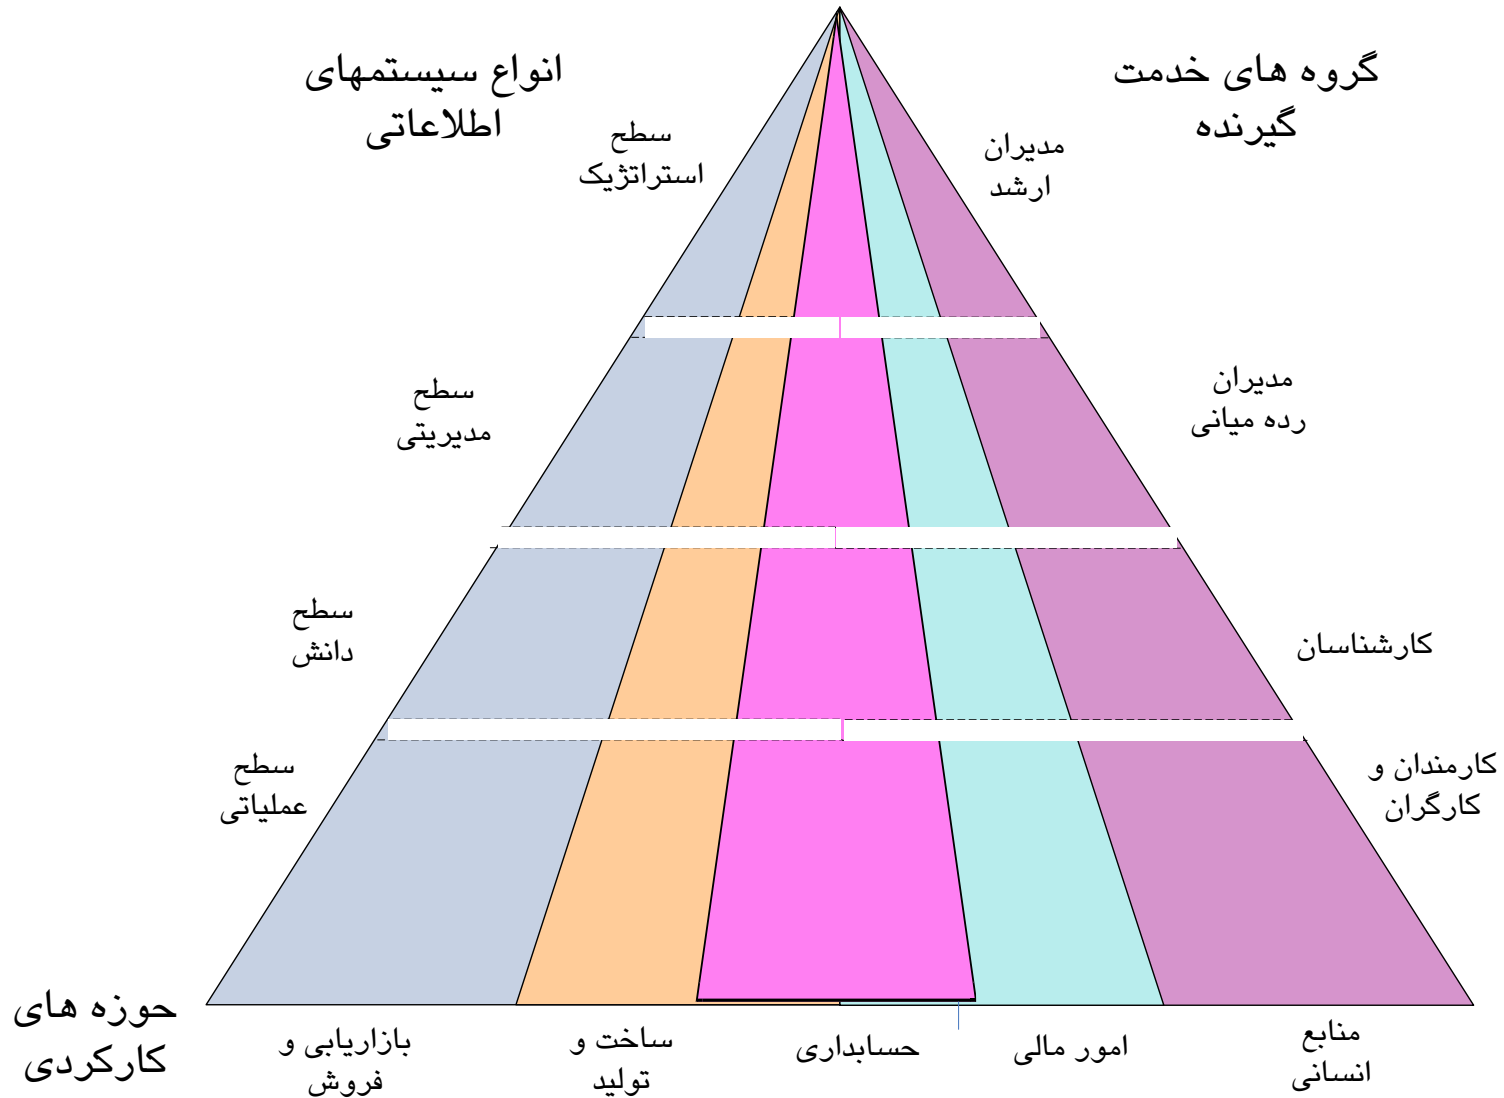 گروه های خدمت
گیرنده
انواع سیستمهای
اطلاعاتی
مدیران
ارشد
سطح
استراتژیک
مدیران
رده میانی
سطح
مدیریتی
کارشناسان
سطح
دانش
کارمندان و
کارگران
سطح
عملیاتی
حوزه های
کارکردی
منابع
انسانی
امور مالی
حسابداری
ساخت و
تولید
بازاریابی و
فروش